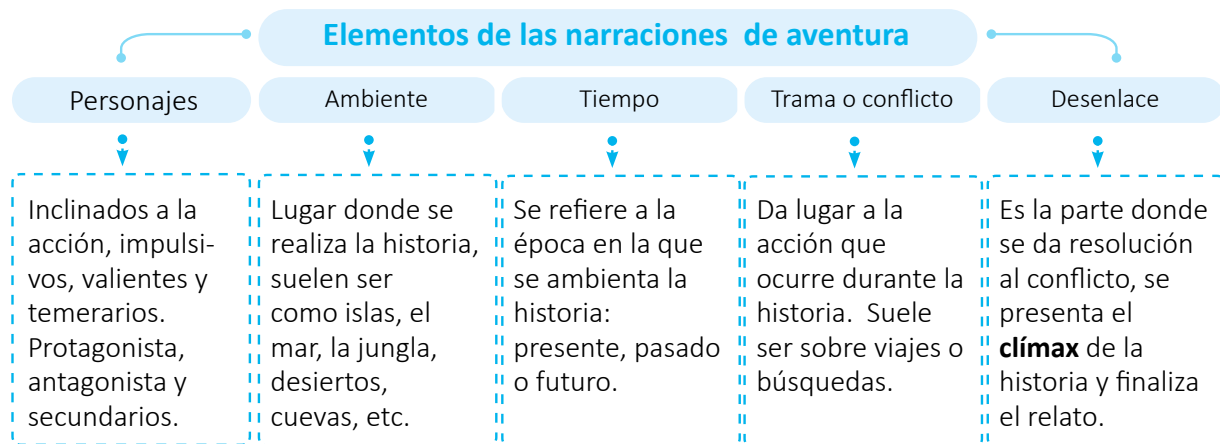 Elementos de las narraciones de aventura
Personajes
Ambiente
Tiempo
Trama o conflicto
Desenlace
Inclinados a la
acción, impulsi-
vos, valientes y
temerarios.
Protagonista,
antagonista y
secundarios.
Lugar donde se
realiza la historia,
suelen ser
como islas, el
mar, la jungla,
desiertos,
cuevas, etc.
Se refiere a la
época en la que
se ambienta la
historia:
presente, pasado
o futuro.
Da lugar a la
acción que
ocurre durante la
historia. Suele
ser sobre viajes o
búsquedas.
Es la parte donde
se da resolución
al conflicto, se
presenta el
clímax de la
historia y finaliza
el relato.